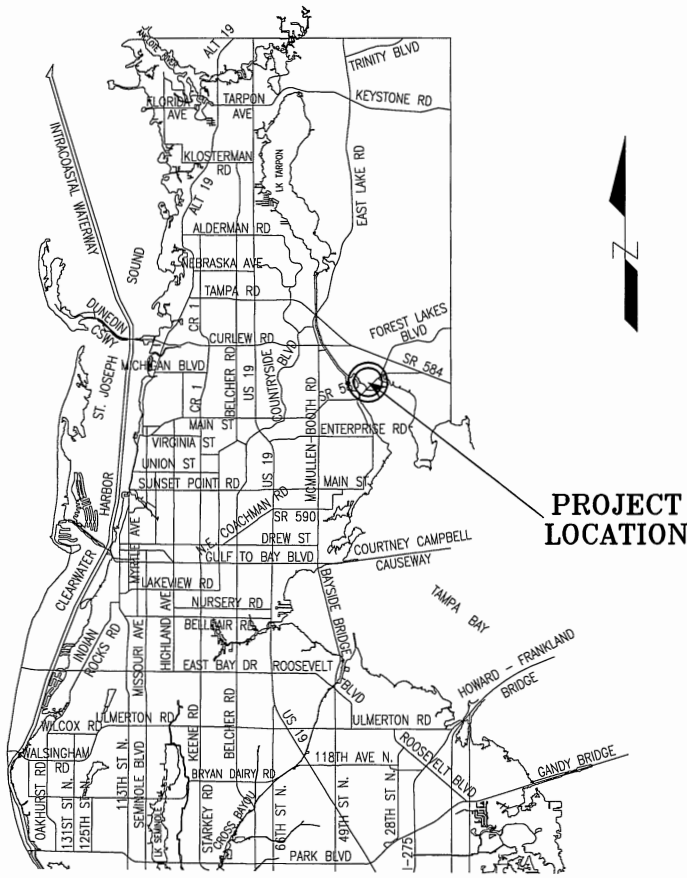 ALT 19
TRINITY BLVD
FLORIDA
AVE
TARPON
AVE
KEYSTONE RD
INTRACOASTAL WATERWAY
KLOSTERMAN
RD
LK TARPON
EAST LAKE RD
ALT 19
ALDERMAN RD
NEBRASKA AVE
SOUND
TAMPA RD
CR 1
DUNEDIN
CSWY
CURLEW RD
FOREST LAKES
BLVD
N
MICHIGAN BLVD
BELCHER RD
US 19
COUNTRYSIDE
BLVD
SR 584
ST. JOSEPH
CR 1
MCMULLEN-BOOTH RD
MAIN ST
ENTERPRISE RD
VIRGINIA ST
UNION ST
US 19
SUNSET POINT RD
MAIN ST
HARBOR
N.E. COACHMAN RD
SR 590
PROJECT
LOCATION
MYRTLE AVE
DREW ST
GULF TO BAY BLVD
COURTNEY CAMPBELL
CAUSEWAY
CLEARWATER
LAKEVIEW RD
NURSERY RD
BAYSIDE BRIDGE
TAMPA BAY
INDIAN
ROCKS RD
MISSOURI AVE
HIGHLAND AVE
BELLEAIR RD
EAST BAY DR
ROOSEVELT
BLVD
HOWARD - FRANKLAND
BRIDGE
ULMERTON RD
US 19
ULMERTON RD
WILCOX RD
KEENE RD
BELCHER RD
WALSINGHAM
RD
118TH AVE N.
ROOSEVELT BLVD
GANDY BRIDGE
OAKHURST RD
131ST ST N.
125TH ST N.
113TH ST N.
SEMINOLE BLVD
LK SEMINOLE
BRYAN DAIRY RD
STARKEY RD
CROSS BAYOU
66TH ST N.
49TH ST N.
28TH ST N.
I-275
PARK BLVD